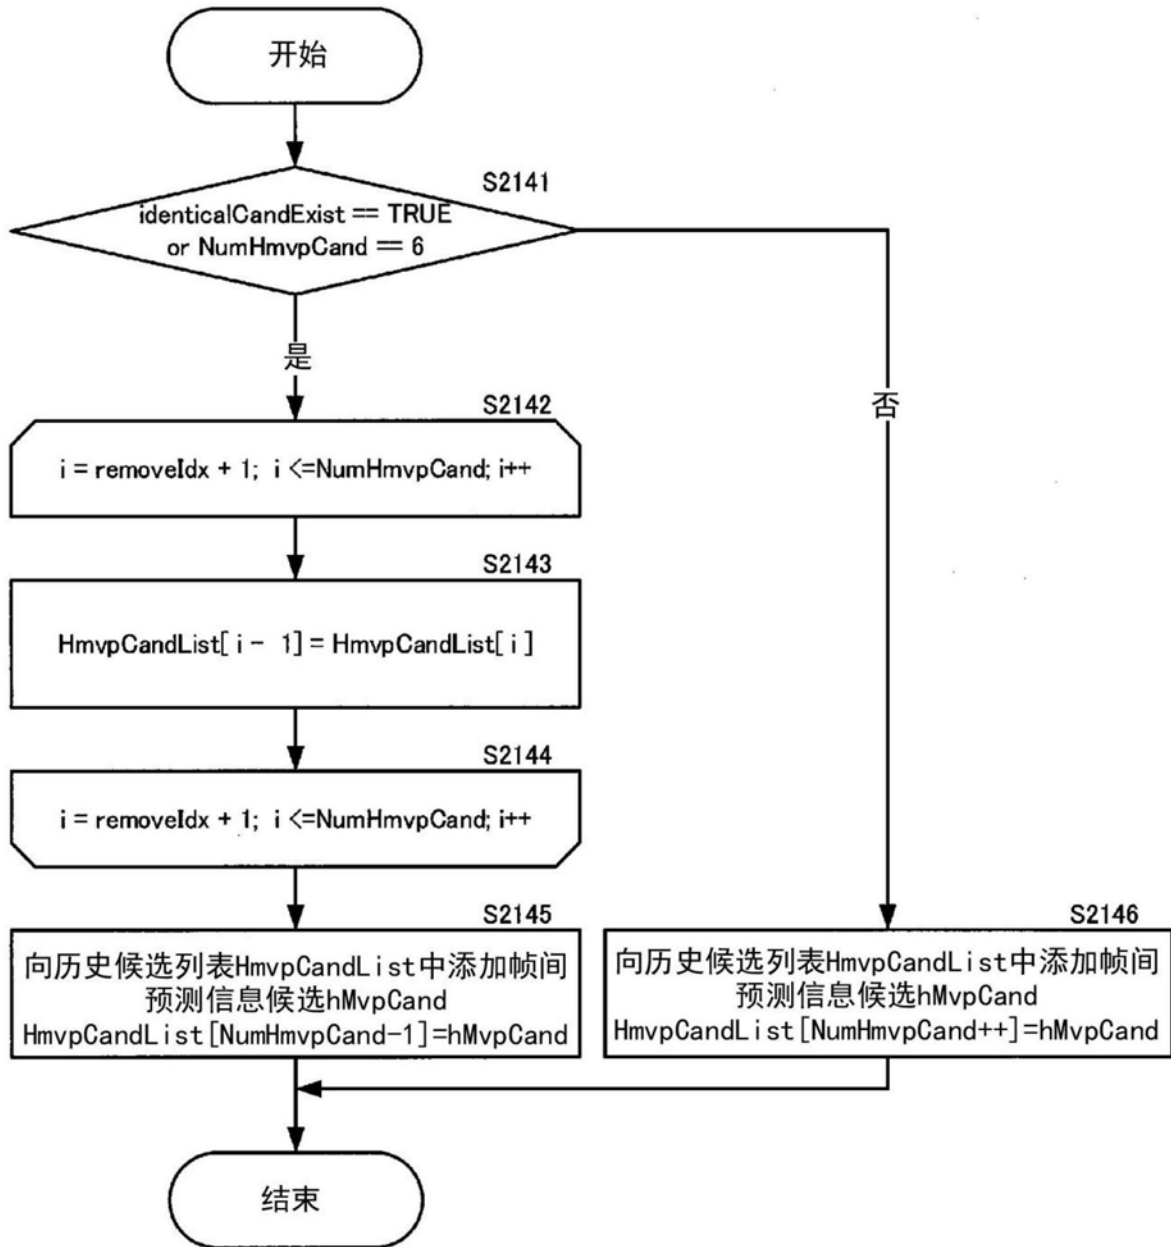 开始
S2141
identicalCandExist == TRUE
or NumHmvpCand == 6
是
否
S2142
i = removeIdx + 1; i <=NumHmvpCand; i++
S2143
HmvpCandList[i - 1] = HmvpCandList[i]
S2144
i = removeIdx + 1; i <=NumHmvpCand; i++
S2145
向历史候选列表HmvpCandList中添加帧间
预测信息候选hMvpCand
HmvpCandList[NumHmvpCand-1]=hMvpCand
S2146
向历史候选列表HmvpCandList中添加帧间
预测信息候选hMvpCand
HmvpCandList[NumHmvpCand++]=hMvpCand
结束